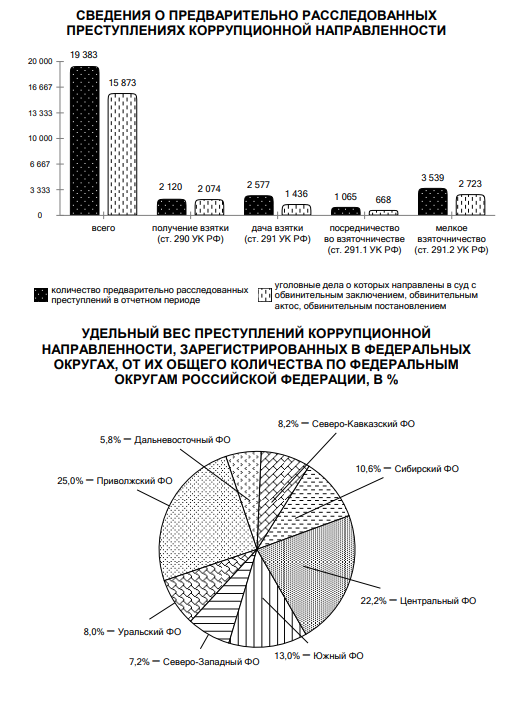 СВЕДЕНИЯ О ПРЕДВАРИТЕЛЬНО РАССЛЕДОВАННЫХ
ПРЕСТУПЛЕНИЯХ КОРРУПЦИОННОЙ НАПРАВЛЕННОСТИ
20 000
16 667
13 333
10 000
6 667
3 333
0
19 383
15 873
2 120
2 074
2 577
1 436
1 065
668
3 539
2 723
всего
получение взятки
(ст. 290 УК РФ)
дача взятки
(ст. 291 УК РФ)
посредничество
во взяточничестве
(ст. 291.1 УК РФ)
мелкое
взяточничество
(ст. 291.2 УК РФ)
количество предварительно расследованных
преступлений в отчетном периоде
уголовные дела о которых направлены в суд с
обвинительным заключением, обвинительным
актос, обвинительным постановлением
УДЕЛЬНЫЙ ВЕС ПРЕСТУПЛЕНИЙ КОРРУПЦИОННОЙ
НАПРАВЛЕННОСТИ, ЗАРЕГИСТРИРОВАННЫХ В ФЕДЕРАЛЬНЫХ
ОКРУГАХ, ОТ ИХ ОБЩЕГО КОЛИЧЕСТВА ПО ФЕДЕРАЛЬНЫМ
ОКРУГАМ РОССИЙСКОЙ ФЕДЕРАЦИИ, В %
8,2% — Северо-Кавказский ФО
5,8% — Дальневосточный ФО
10,6% — Сибирский ФО
25,0% — Приволжский ФО
22,2% — Центральный ФО
8,0% — Уральский ФО
13,0% — Южный ФО
7,2% — Северо-Западный ФО